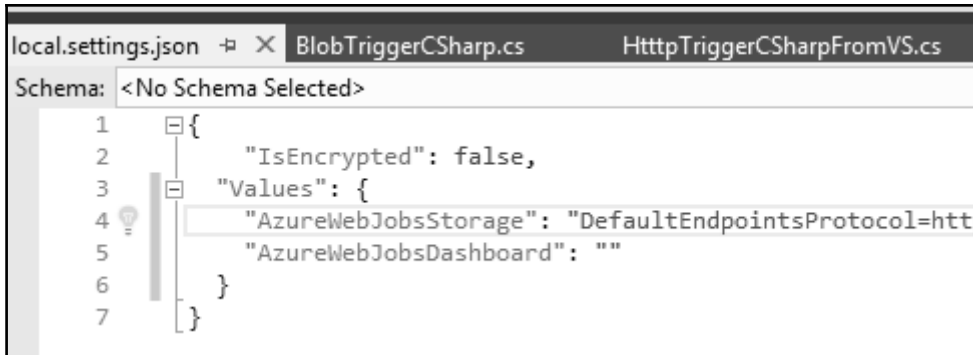 local.settings.json BlobTriggerCSharp.cs HtttpTriggerCSharpFromVS.cs
Schema: <No Schema Selected>
1 {
2 "IsEncrypted": false,
3 "Values": {
4 "AzureWebJobsStorage": "DefaultEndpointsProtocol=htt
5 "AzureWebJobsDashboard": ""
6 }
7 }